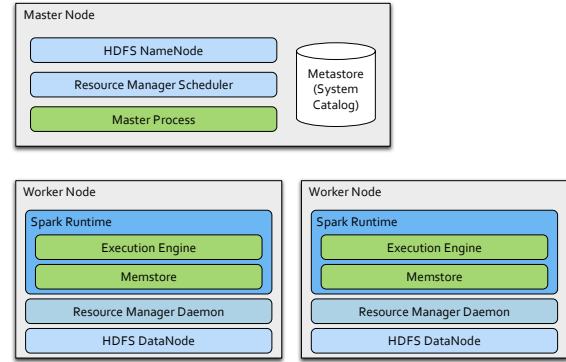 Master Node
HDFS NameNode
Resource Manager Scheduler
Master Process
Metastore
(System
Catalog)
Worker Node
Spark Runtime
Execution Engine
Memstore
Resource Manager Daemon
HDFS DataNode
Worker Node
Spark Runtime
Execution Engine
Memstore
Resource Manager Daemon
HDFS DataNode